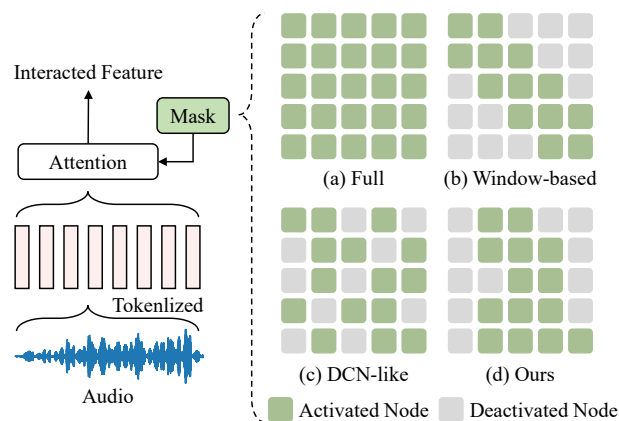 Interacted Feature
Mask
Attention
Tokenlized
Audio
(a) Full
(b) Window-based
(c) DCN-like
(d) Ours
Activated Node
Deactivated Node